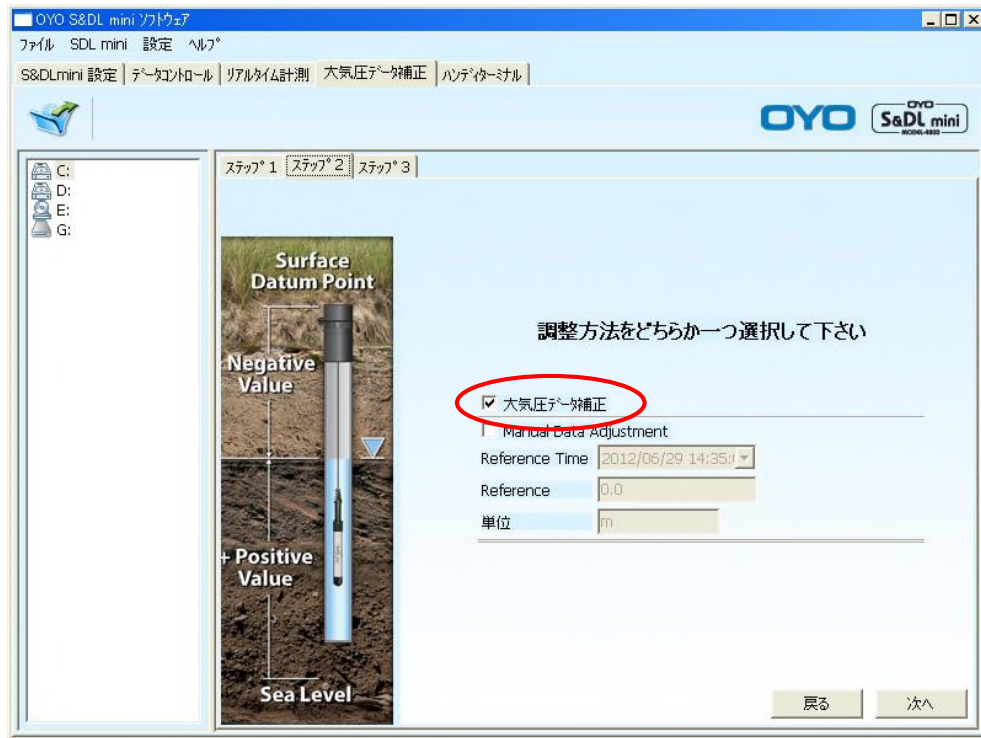 OYO S&DL mini ソフトウェア
ファイル SDL mini 設定 ヘルプ
S&DLmini 設定 データコントロール リアルタイム計測 大気圧データ補正 ハンディターミナル
OYO
OYO
S&DL mini
MODEL-4800
C:
D:
E:
G:
ステップ 1 ステップ 2 ステップ 3
Surface
Datum Point
Negative
Value
+ Positive
Value
Sea Level
調整方法をどちらか一つ選択して下さい
大気圧データ補正
Manual Data Adjustment
Reference Time 2012/06/29 14:35:
Reference 0.0
単位 m
戻る 次へ